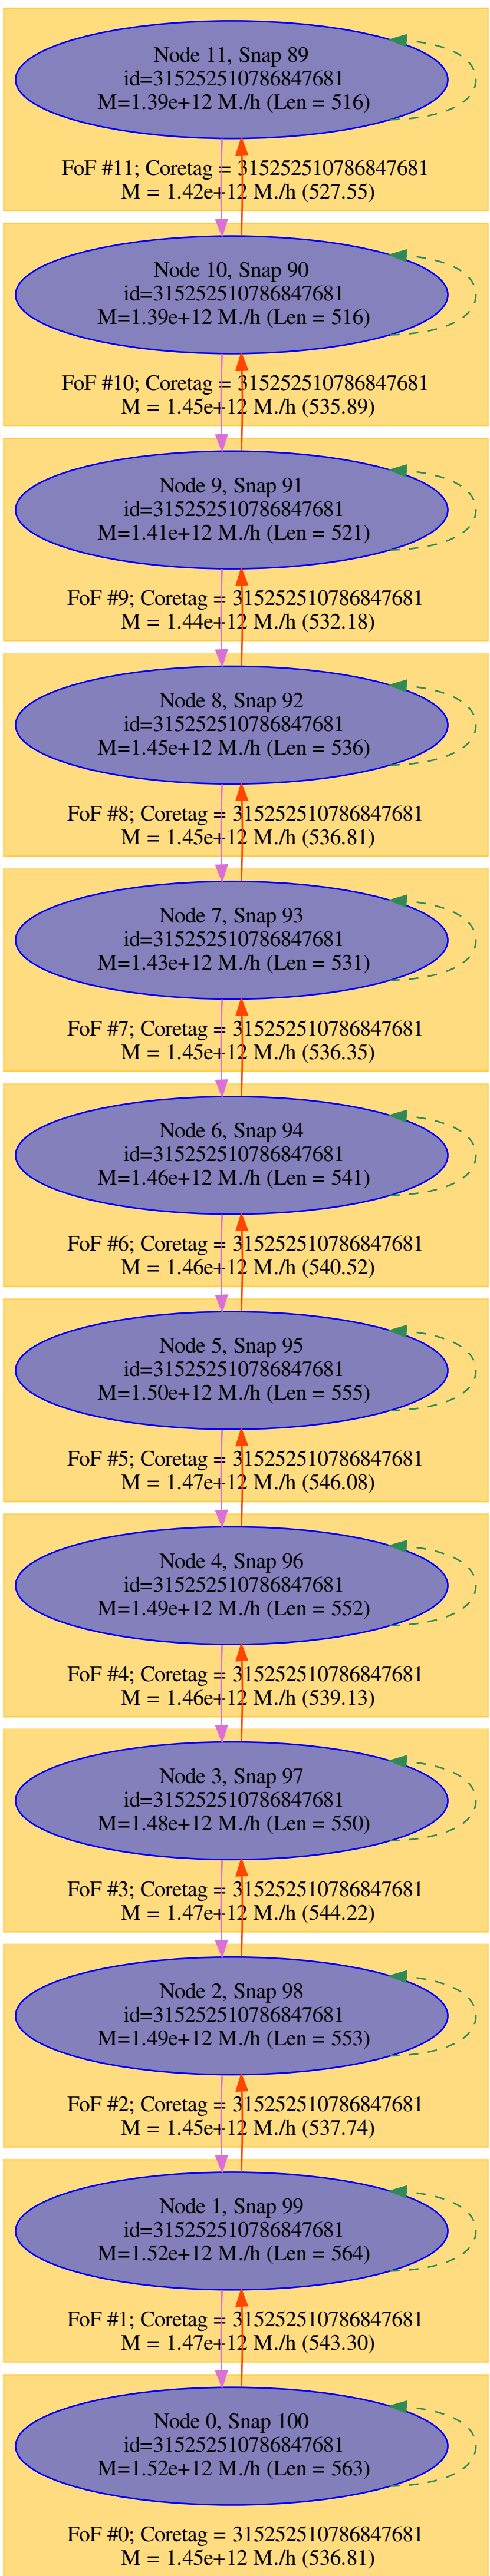 Node 11, Snap 89
id=315252510786847681
M=1.39e+12 M./h (Len = 516)
FoF #11; Coretag = 315252510786847681
M = 1.42e+12 M./h (527.55)
Node 10, Snap 90
id=315252510786847681
M=1.39e+12 M./h (Len = 516)
FoF #10; Coretag = 315252510786847681
M = 1.45e+12 M./h (535.89)
Node 9, Snap 91
id=315252510786847681
M=1.41e+12 M./h (Len = 521)
FoF #9; Coretag = 315252510786847681
M = 1.44e+12 M./h (532.18)
Node 8, Snap 92
id=315252510786847681
M=1.45e+12 M./h (Len = 536)
FoF #8; Coretag = 315252510786847681
M = 1.45e+12 M./h (536.81)
Node 7, Snap 93
id=315252510786847681
M=1.43e+12 M./h (Len = 531)
FoF #7; Coretag = 315252510786847681
M = 1.45e+12 M./h (536.35)
Node 6, Snap 94
id=315252510786847681
M=1.46e+12 M./h (Len = 541)
FoF #6; Coretag = 315252510786847681
M = 1.46e+12 M./h (540.52)
Node 5, Snap 95
id=315252510786847681
M=1.50e+12 M./h (Len = 555)
FoF #5; Coretag = 315252510786847681
M = 1.47e+12 M./h (546.08)
Node 4, Snap 96
id=315252510786847681
M=1.49e+12 M./h (Len = 552)
FoF #4; Coretag = 315252510786847681
M = 1.46e+12 M./h (539.13)
Node 3, Snap 97
id=315252510786847681
M=1.48e+12 M./h (Len = 550)
FoF #3; Coretag = 315252510786847681
M = 1.47e+12 M./h (544.22)
Node 2, Snap 98
id=315252510786847681
M=1.49e+12 M./h (Len = 553)
FoF #2; Coretag = 315252510786847681
M = 1.45e+12 M./h (537.74)
Node 1, Snap 99
id=315252510786847681
M=1.52e+12 M./h (Len = 564)
FoF #1; Coretag = 315252510786847681
M = 1.47e+12 M./h (543.30)
Node 0, Snap 100
id=315252510786847681
M=1.52e+12 M./h (Len = 563)
FoF #0; Coretag = 315252510786847681
M = 1.45e+12 M./h (536.81)